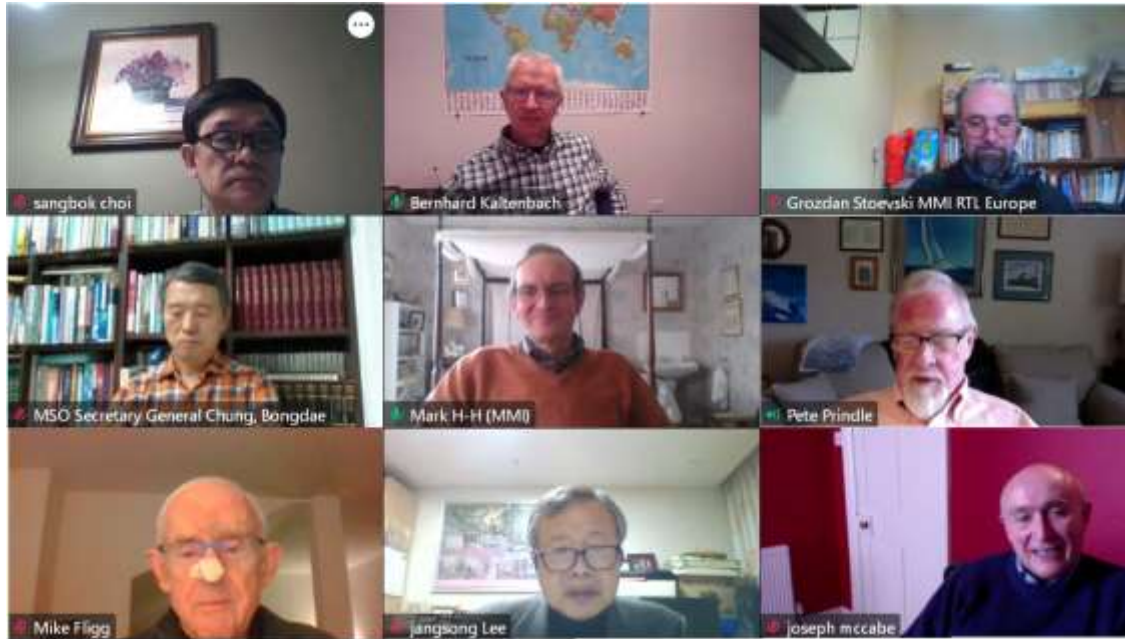 sangbok choi
Bernhard Kaltenbach
Grozdan Stoevski MMI RTL Europe
MSO Secretary General Chung, Bongdae
Mark H-H (MMI)
Pete Prindle
Mike Fligg
jangsong Lee
joseph mccabe